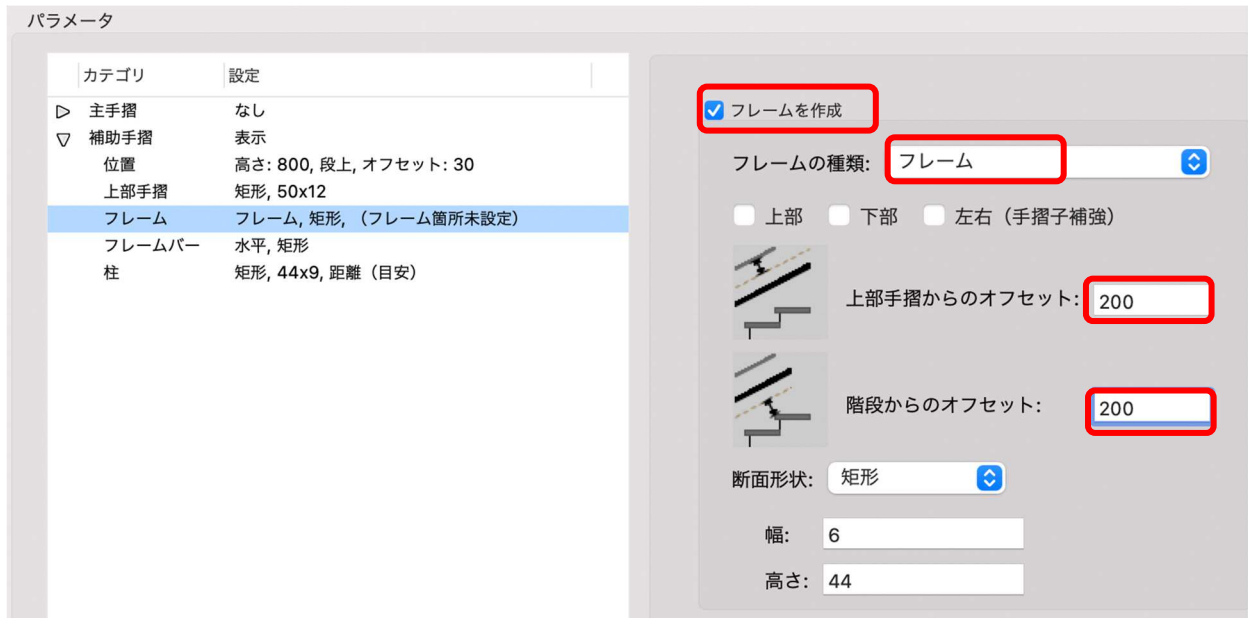 パラメータ
カテゴリ 設定
主手摺 なし
補助手摺 表示
位置 高さ: 800, 段上, オフセット: 30
上部手摺 矩形, 50x12
フレーム フレーム, 矩形, （フレーム箇所未設定）
フレームバー 水平, 矩形
柱 矩形, 44x9, 距離（目安）
フレームを作成
フレームの種類: フレーム
上部 下部 左右（手摺子補強）
上部手摺からのオフセット: 200
階段からのオフセット: 200
断面形状: 矩形
幅: 6
高さ: 44